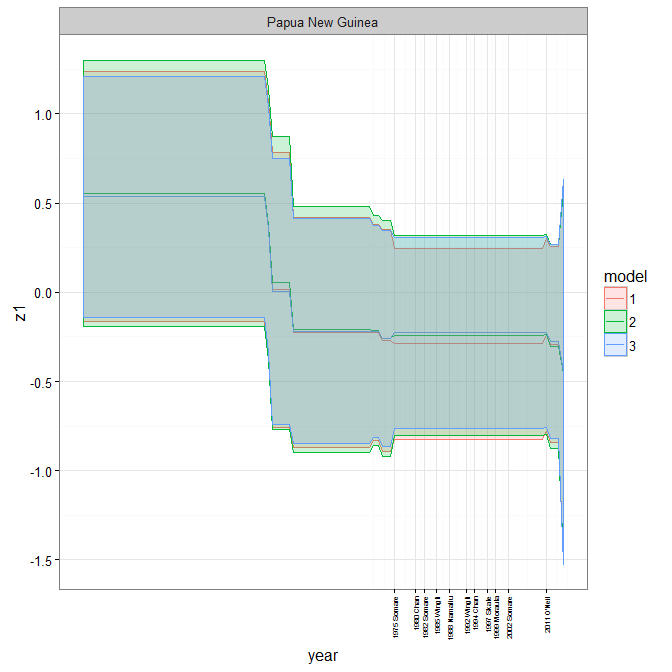 Papua New Guinea
1.0
0.5
0.0
-0.5
-1.0
-1.5
z1
model
1
2
3
1975 Somare
1980 Chan
1982 Somare
1985 Wingti
1988 Namaliu
1992 Wingti
1994 Chan
1997 Skate
1999 Morauta
2002 Somare
2011 O'Neil
year